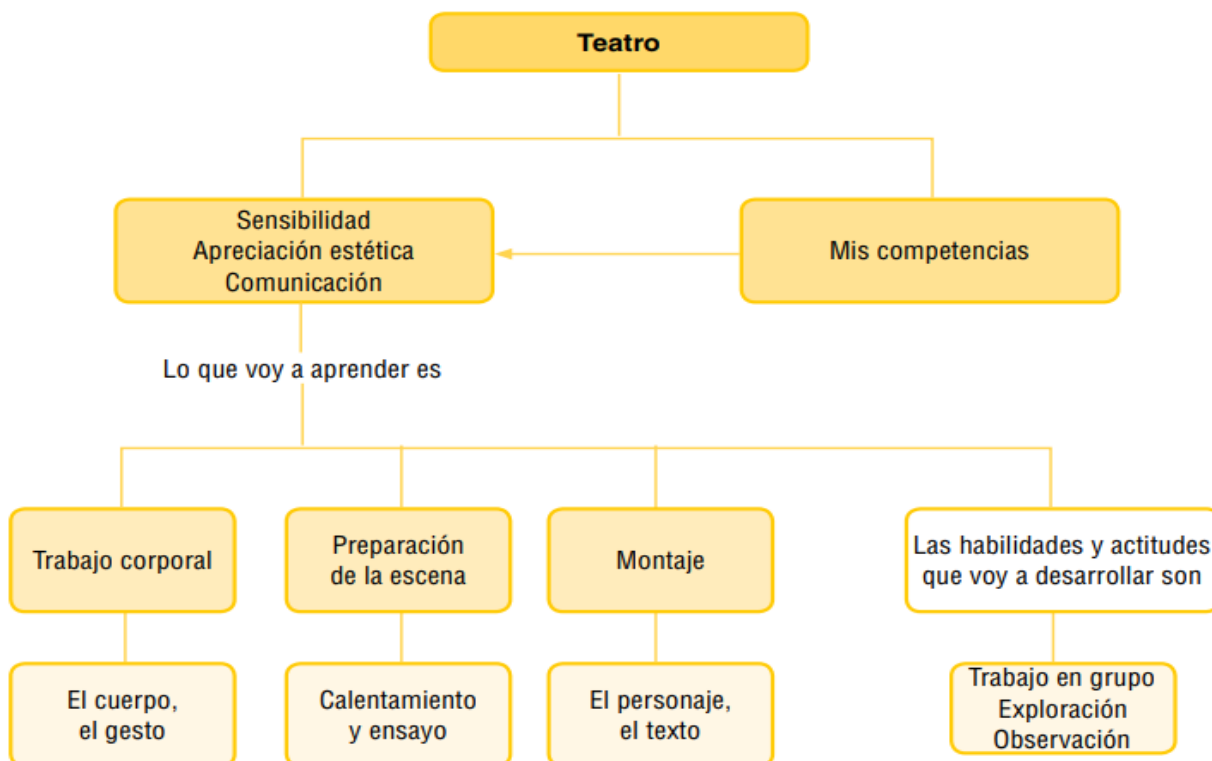 Teatro
Sensibilidad
Apreciación estética
Comunicación
Mis competencias
Lo que voy a aprender es
Trabajo corporal
Preparación
de la escena
Montaje
Las habilidades y actitudes
que voy a desarrollar son
El cuerpo,
el gesto
Calentamiento
y ensayo
El personaje,
el texto
Trabajo en grupo
Exploración
Observación